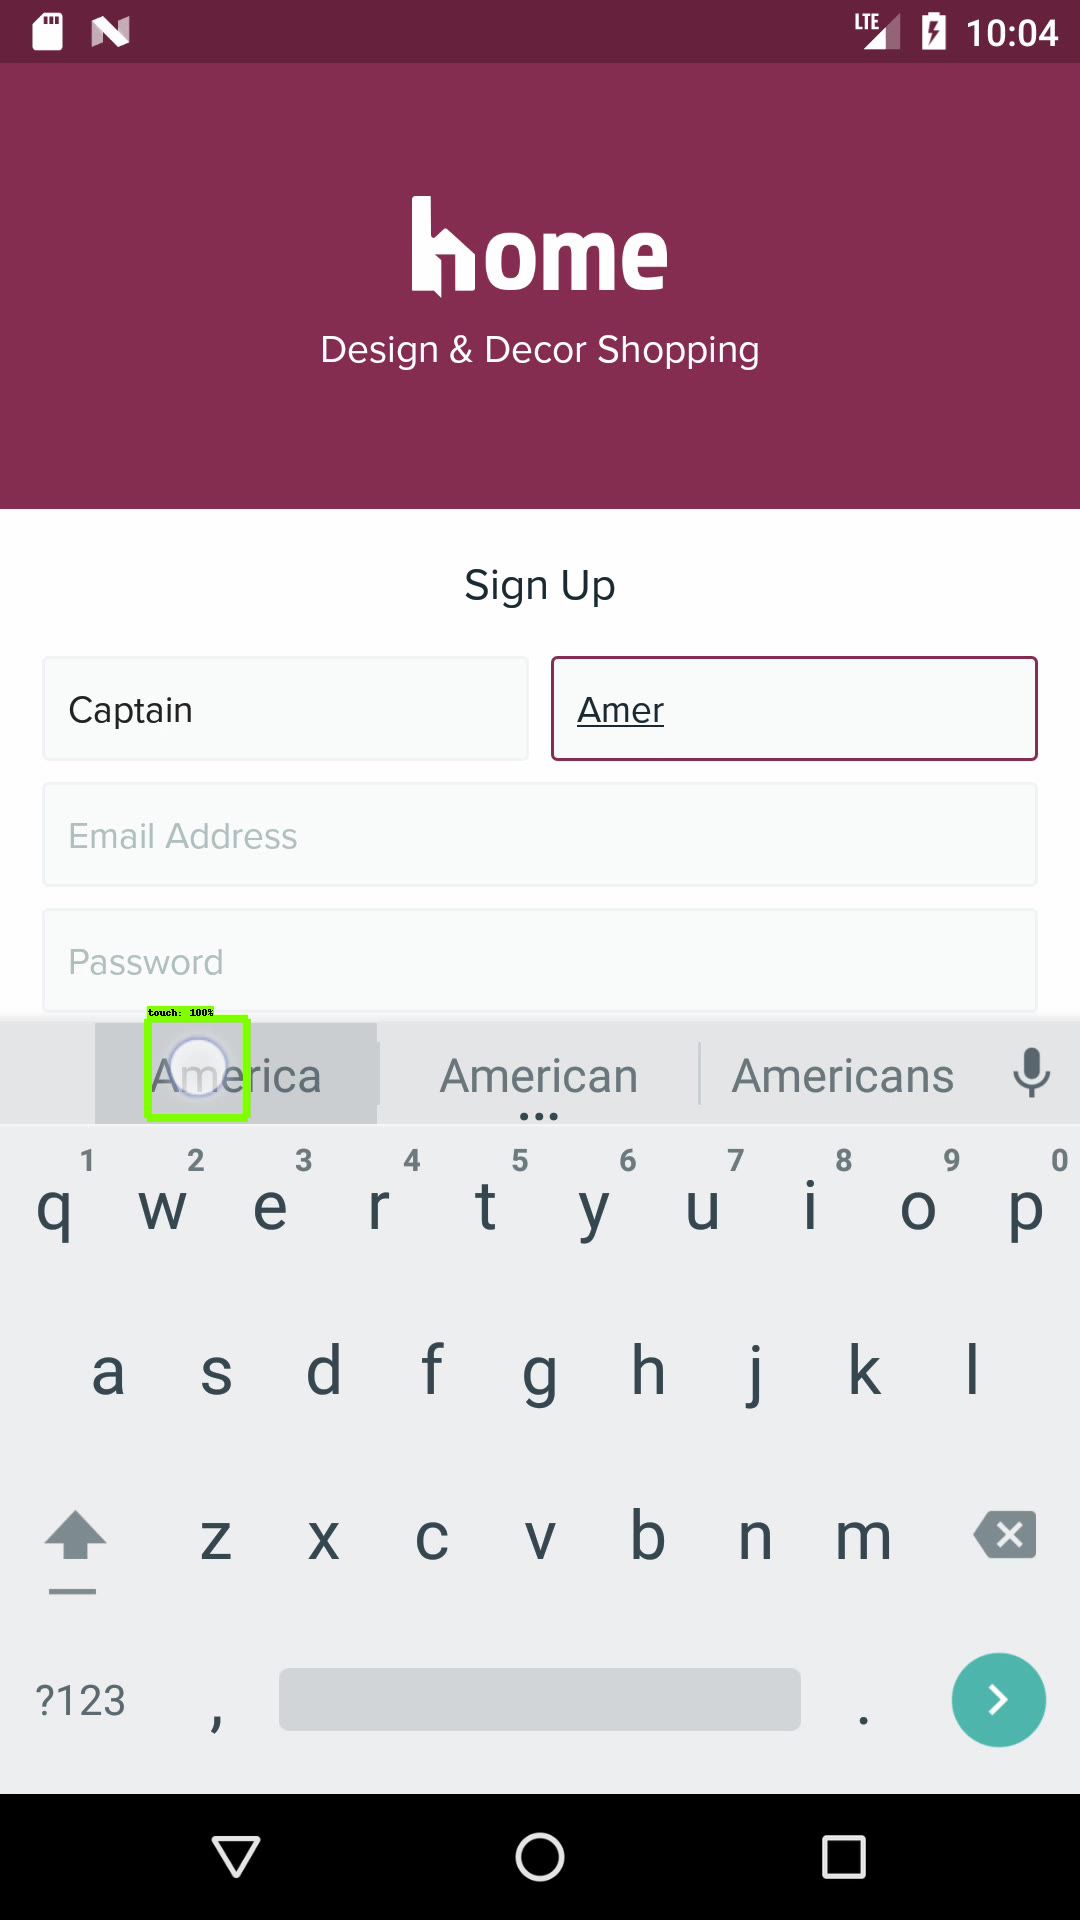 LTE 10:04
home
Design & Decor Shopping
Sign Up
Captain Amer
Email Address
Password
touch: 100%
America American Americans
1 2 3 4 5 6 7 8 9 0
q w e r t y u i o p
a s d f g h j k l
z x c v b n m
?123 , .